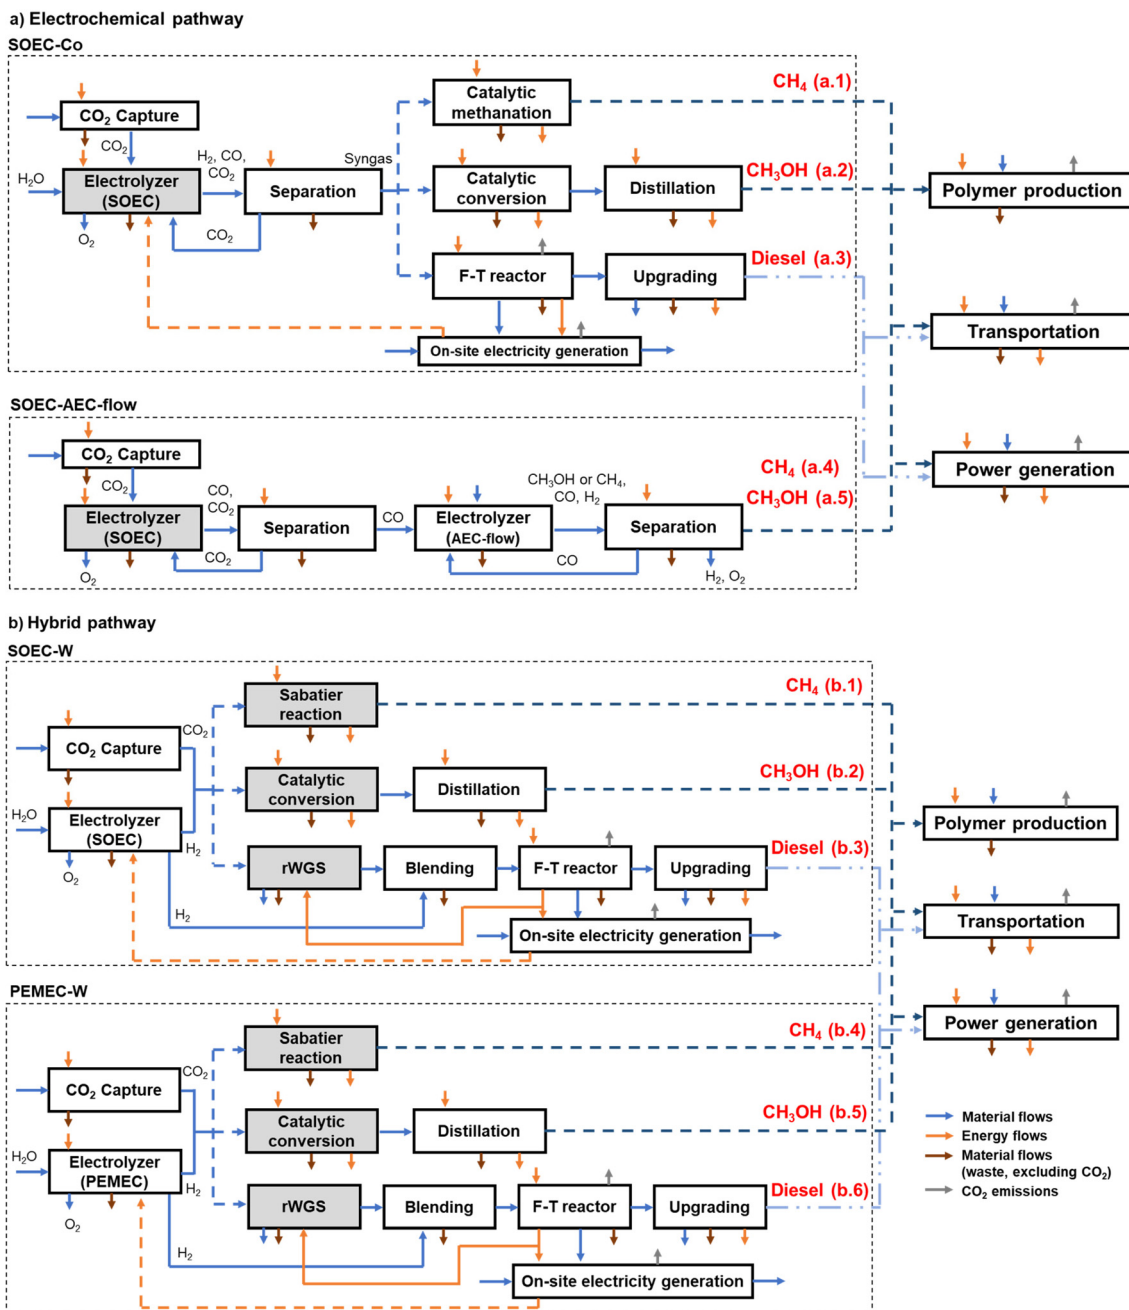 a) Electrochemical pathway
SOEC-Co
CO₂ Capture
CO₂
H₂O
Electrolyzer
(SOEC)
O₂
H₂, CO,
CO₂
Separation
CO₂
Syngas
Catalytic
methanation
CH₄ (a.1)
Catalytic
conversion
Distillation
CH₃OH (a.2)
F-T reactor
Upgrading
Diesel (a.3)
On-site electricity generation
Polymer production
Transportation
Power generation
SOEC-AEC-flow
CO₂ Capture
CO₂
Electrolyzer
(SOEC)
O₂
CO,
CO₂
Separation
CO₂
CO
Electrolyzer
(AEC-flow)
CH₃OH or CH₄,
CO, H₂
Separation
CO
H₂, O₂
CH₄ (a.4)
CH₃OH (a.5)
b) Hybrid pathway
SOEC-W
CO₂ Capture
CO₂
H₂O
Electrolyzer
(SOEC)
H₂
O₂
H₂
Sabatier
reaction
CH₄ (b.1)
Catalytic
conversion
Distillation
CH₃OH (b.2)
rWGS
Blending
F-T reactor
Upgrading
Diesel (b.3)
On-site electricity generation
Polymer production
Transportation
Power generation
PEMEC-W
CO₂ Capture
CO₂
H₂O
Electrolyzer
(PEMEC)
H₂
O₂
H₂
Sabatier
reaction
CH₄ (b.4)
Catalytic
conversion
Distillation
CH₃OH (b.5)
rWGS
Blending
F-T reactor
Upgrading
Diesel (b.6)
On-site electricity generation
Material flows
Energy flows
Material flows
(waste, excluding CO₂)
CO₂ emissions